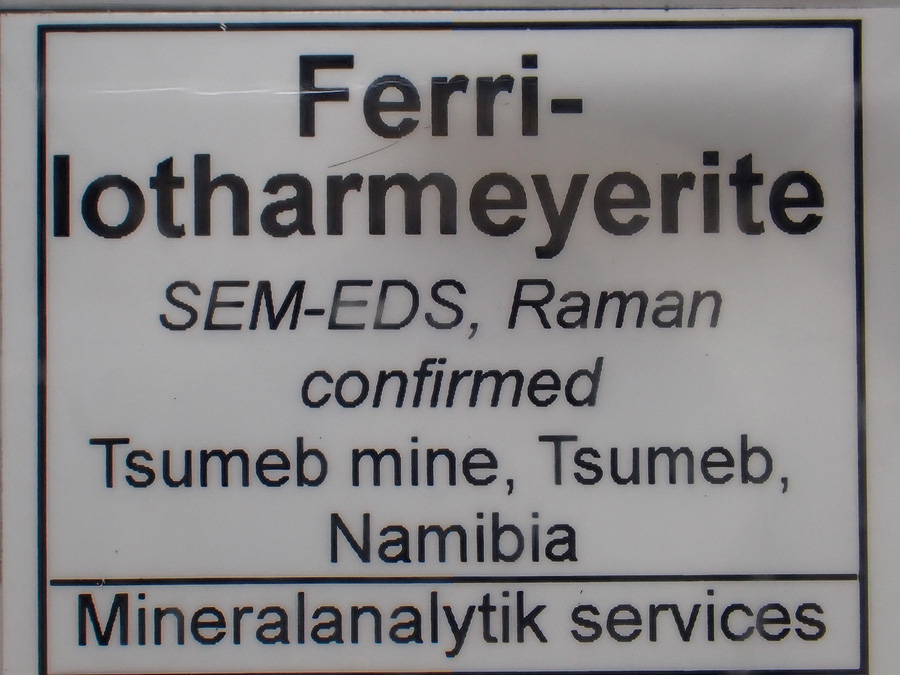 Ferri-
lotharmeyerite
SEM-EDS, Raman
confirmed
Tsumeb mine, Tsumeb,
Namibia
Mineralanalytik services